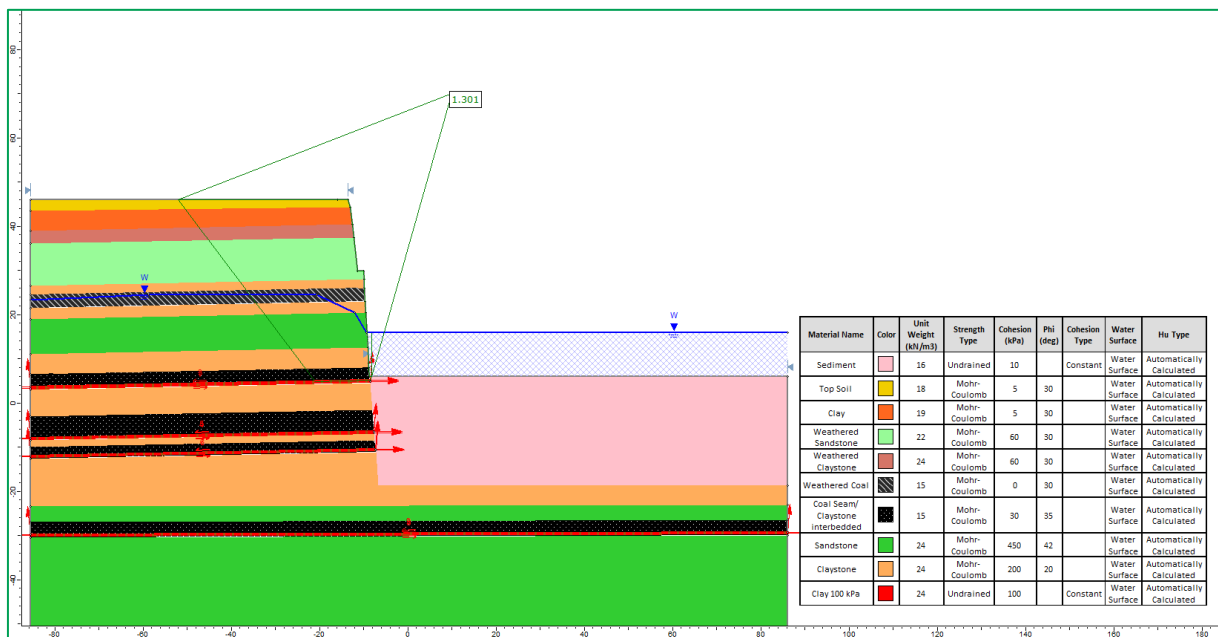 1.301
W
W
80
60
40
20
0
-20
-40
-80
-60
-40
-20
0
20
40
60
80
100
120
140
160
180
Material Name Color Unit Weight (kN/m3) Strength Type Cohesion (kPa) Phi (deg) Cohesion Type Water Surface Hu Type
Sediment 16 Undrained 10 Constant Water Surface Automatically Calculated
Top Soil 18 Mohr-Coulomb 5 30 Water Surface Automatically Calculated
Clay 19 Mohr-Coulomb 5 30 Water Surface Automatically Calculated
Weathered Sandstone 22 Mohr-Coulomb 60 30 Water Surface Automatically Calculated
Weathered Claystone 24 Mohr-Coulomb 60 30 Water Surface Automatically Calculated
Weathered Coal 15 Mohr-Coulomb 0 30 Water Surface Automatically Calculated
Coal Seam/ Claystone interbedded 15 Mohr-Coulomb 30 35 Water Surface Automatically Calculated
Sandstone 24 Mohr-Coulomb 450 42 Water Surface Automatically Calculated
Claystone 24 Mohr-Coulomb 200 20 Water Surface Automatically Calculated
Clay 100 kPa 24 Undrained 100 Constant Water Surface Automatically Calculated